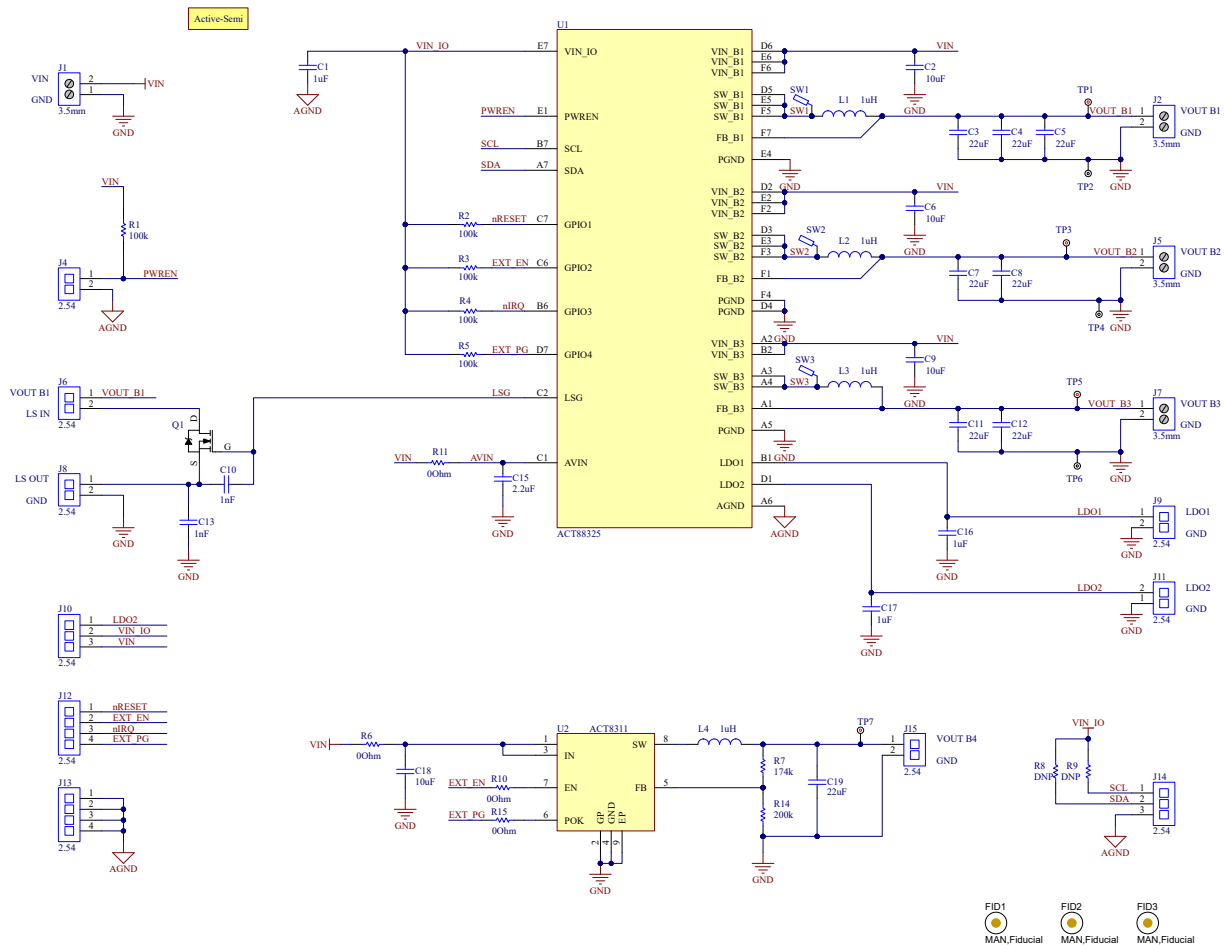 Active-Semi
J1
VIN
2
VIN
GND
1
3.5mm
GND
VIN
R1
100k
J4
1
PWREN
2
2.54
AGND
J6
VOUT B1
1
VOUT_B1
LS IN
2
2.54
Q1
D
G
S
J8
LS OUT
1
GND
2
2.54
GND
C10
1nF
C13
1nF
GND
J10
1
LDO2
2
VIN_IO
3
VIN
2.54
J12
1
nRESET
2
EXT_EN
3
nIRQ
4
EXT_PG
2.54
J13
1
2
3
4
2.54
AGND
C1
1uF
AGND
VIN_IO
PWREN
SCL
SDA
R2
nRESET
100k
R3
EXT_EN
100k
R4
nIRQ
100k
R5
EXT_PG
100k
LSG
VIN
R11
0Ohm
AVIN
C15
2.2uF
GND
U1
E7
VIN_IO
E1
PWREN
B7
SCL
A7
SDA
C7
GPIO1
C6
GPIO2
B6
GPIO3
D7
GPIO4
C2
LSG
C1
AVIN
ACT88325
VIN_B1
D6
VIN_B1
E6
VIN_B1
F6
SW_B1
D5
SW_B1
E5
SW_B1
F5
FB_B1
F7
PGND
E4
VIN_B2
D2
VIN_B2
E2
VIN_B2
F2
SW_B2
D3
SW_B2
E3
SW_B2
F3
FB_B2
F1
PGND
F4
PGND
D4
VIN_B3
A2
VIN_B3
B2
SW_B3
A3
SW_B3
A4
FB_B3
A1
PGND
A5
LDO1
B1
LDO2
D1
AGND
A6
VIN
C2
10uF
GND
SW1
SW1
L1
1uH
C3
22uF
C4
22uF
C5
22uF
TP1
VOUT_B1
TP2
GND
J2
1
VOUT B1
2
GND
3.5mm
GND
VIN
C6
10uF
GND
SW2
SW2
L2
1uH
C7
22uF
C8
22uF
TP3
VOUT_B2
TP4
GND
J5
1
VOUT B2
2
GND
3.5mm
GND
VIN
C9
10uF
GND
SW3
SW3
L3
1uH
C11
22uF
C12
22uF
TP5
VOUT_B3
TP6
GND
J7
1
VOUT B3
2
GND
3.5mm
GND
AGND
LDO1
C16
1uF
GND
J9
1
LDO1
2
GND
2.54
GND
LDO2
C17
1uF
GND
J11
2
LDO2
1
GND
2.54
GND
VIN
R6
0Ohm
C18
10uF
GND
EXT_EN
R10
0Ohm
EXT_PG
R15
0Ohm
U2
ACT8311
1
3
IN
7
EN
6
POK
SW
8
FB
5
GP
GND
EP
2
4
9
GND
L4
1uH
R7
174k
R14
200k
C19
22uF
GND
TP7
J15
1
VOUT B4
2
GND
2.54
VIN_IO
R8
DNP
R9
DNP
J14
SCL
1
SDA
2
3
2.54
AGND
FID1
MAN,Fiducial
FID2
MAN,Fiducial
FID3
MAN,Fiducial